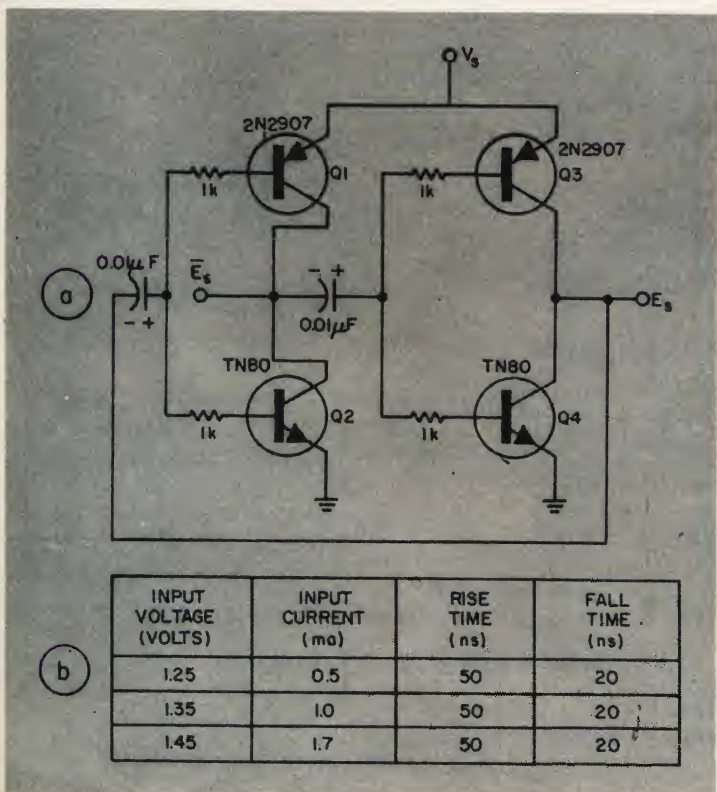 V_s
2N2907
2N2907
Q1
Q3
1k
1k
0.01μF
Ē_s
a
- +
- +
0.01μF
E_s
TN80
TN80
Q2
Q4
1k
1k
INPUT VOLTAGE (VOLTS) INPUT CURRENT (ma) RISE TIME (ns) FALL TIME (ns)
b
1.25 0.5 50 20
1.35 1.0 50 20
1.45 1.7 50 20